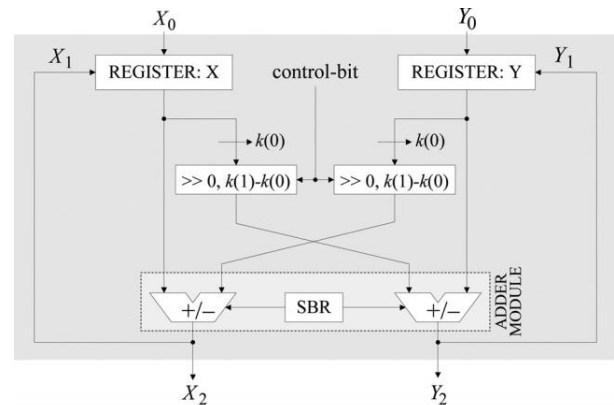 X0 Y0
X1 Y1
REGISTER: X
REGISTER: Y
control-bit
k(0) k(0)
>> 0, k(1)-k(0)
>> 0, k(1)-k(0)
+/− SBR +/−
ADDER
MODULE
X2 Y2